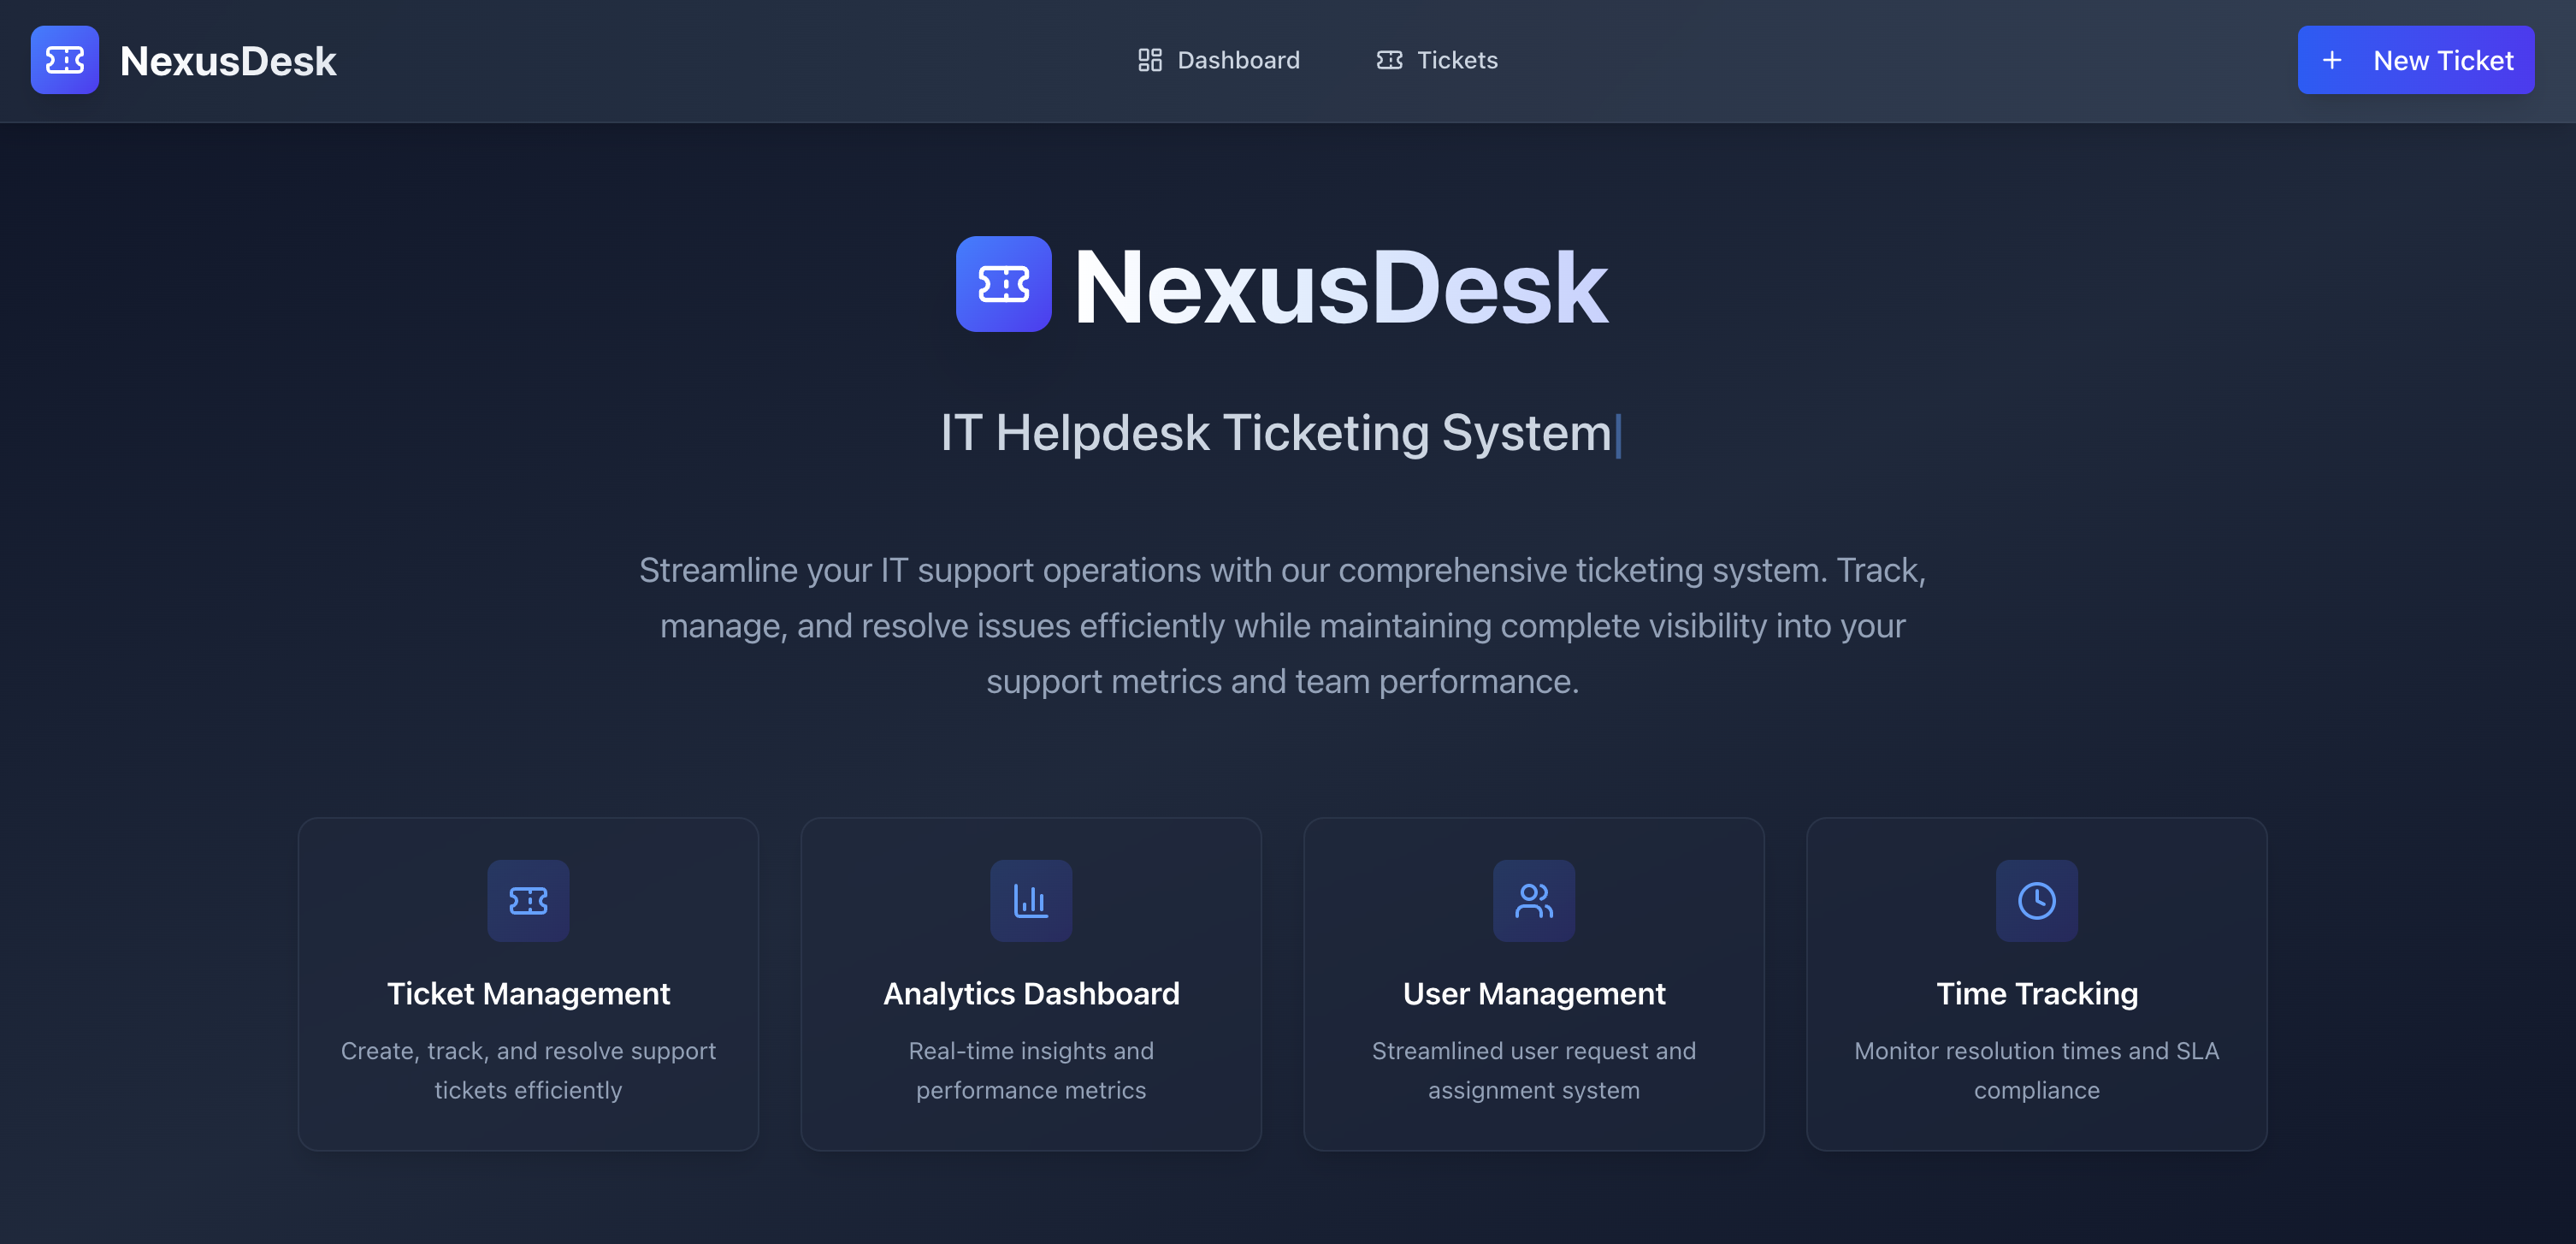 NexusDesk
Dashboard
Tickets
New Ticket
NexusDesk
IT Helpdesk Ticketing System
Streamline your IT support operations with our comprehensive ticketing system. Track,
manage, and resolve issues efficiently while maintaining complete visibility into your
support metrics and team performance.
Ticket Management
Create, track, and resolve support
tickets efficiently
Analytics Dashboard
Real-time insights and
performance metrics
User Management
Streamlined user request and
assignment system
Time Tracking
Monitor resolution times and SLA
compliance